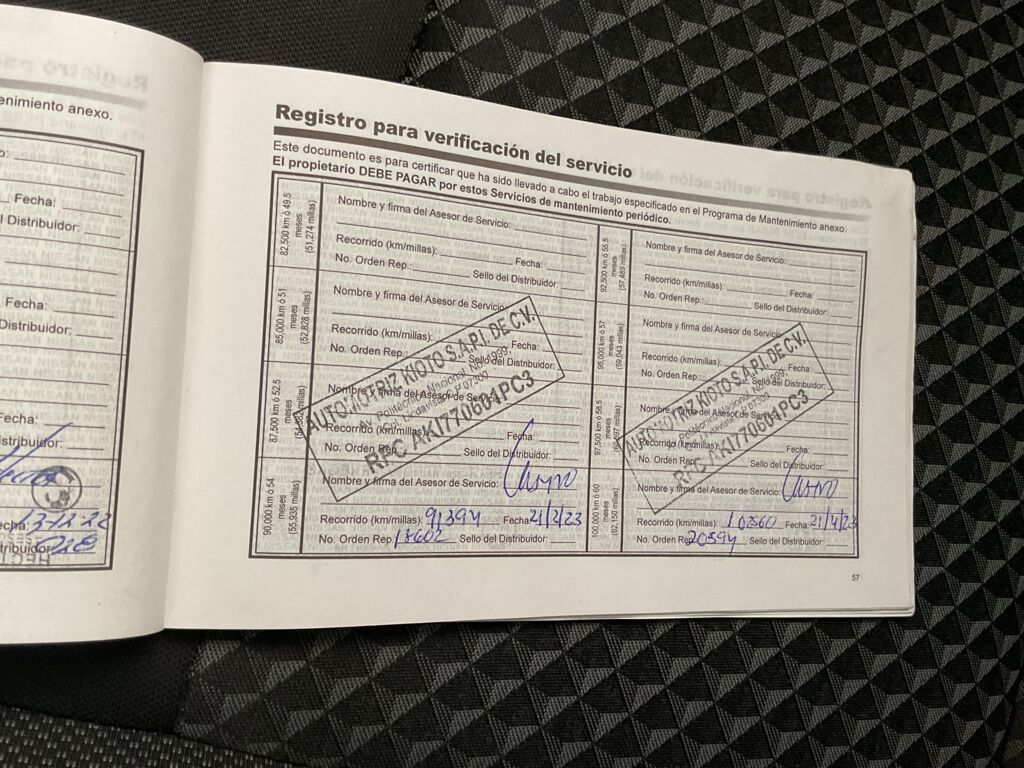 enimiento anexo.
Fecha:
l Distribuidor:
Fecha:
Distribuidor:
Fecha:
istribuidor:
echa: 13-12-22
tribuidor
Registro para verificación del servicio
Este documento es para certificar que ha sido llevado a cabo el trabajo especificado en el Programa de Mantenimiento anexo.
El propietario DEBE PAGAR por estos Servicios de mantenimiento periódico.
82,500 km ó 49.5
meses
(51,274 millas)
Nombre y firma del Asesor de Servicio:
Recorrido (km/millas): Fecha:
No. Orden Rep.: Sello del Distribuidor:
85,000 km ó 51
meses
(52,828 millas)
Nombre y firma del Asesor de Servicio
Recorrido (km/millas): Fecha:
No. Orden Rep.: Sello del Distribuidor:
87,500 km ó 52.5
meses
Nombre y firma del Asesor de Servicio
Recorrido (km/millas): Fecha:
No. Orden Rep.: Sello del Distribuidor:
90,000 km ó 54
meses
(55,935 millas)
Nombre y firma del Asesor de Servicio:
Recorrido (km/millas): 91394 Fecha: 21/2/23
No. Orden Rep. 18602 Sello del Distribuidor:
AUTOMOTRIZ KIOTO S.A.P.I. DE C.V.
Av. Politécnico Nacional No. 1999,
P 07300
RFC AKI770604PC3
92,500 km ó 55.5
meses
(57,489 millas)
Nombre y firma del Asesor de Servicio:
Recorrido (km/millas): Fecha:
No. Orden Rep.: Sello del Distribuidor:
95,000 km ó 57
meses
(59,043 millas)
Nombre y firma del Asesor de Servicio
Recorrido (km/millas): Fecha:
No. Orden Rep.: Sello del Distribuidor:
97,500 km ó 58.5
meses
Nombre y firma del Asesor de Servicio:
Recorrido (km/millas): Fecha:
No. Orden Rep.: Sello del Distribuidor:
100,000 km ó 60
meses
(62,150 millas)
Nombre y firma del Asesor de Servicio:
Recorrido (km/millas): Fecha: 21/4/23
No. Orden Rep. 20594 Sello del Distribuidor:
AUTOMOTRIZ KIOTO S.A.P.I. DE C.V.
RFC AKI770604PC3
57